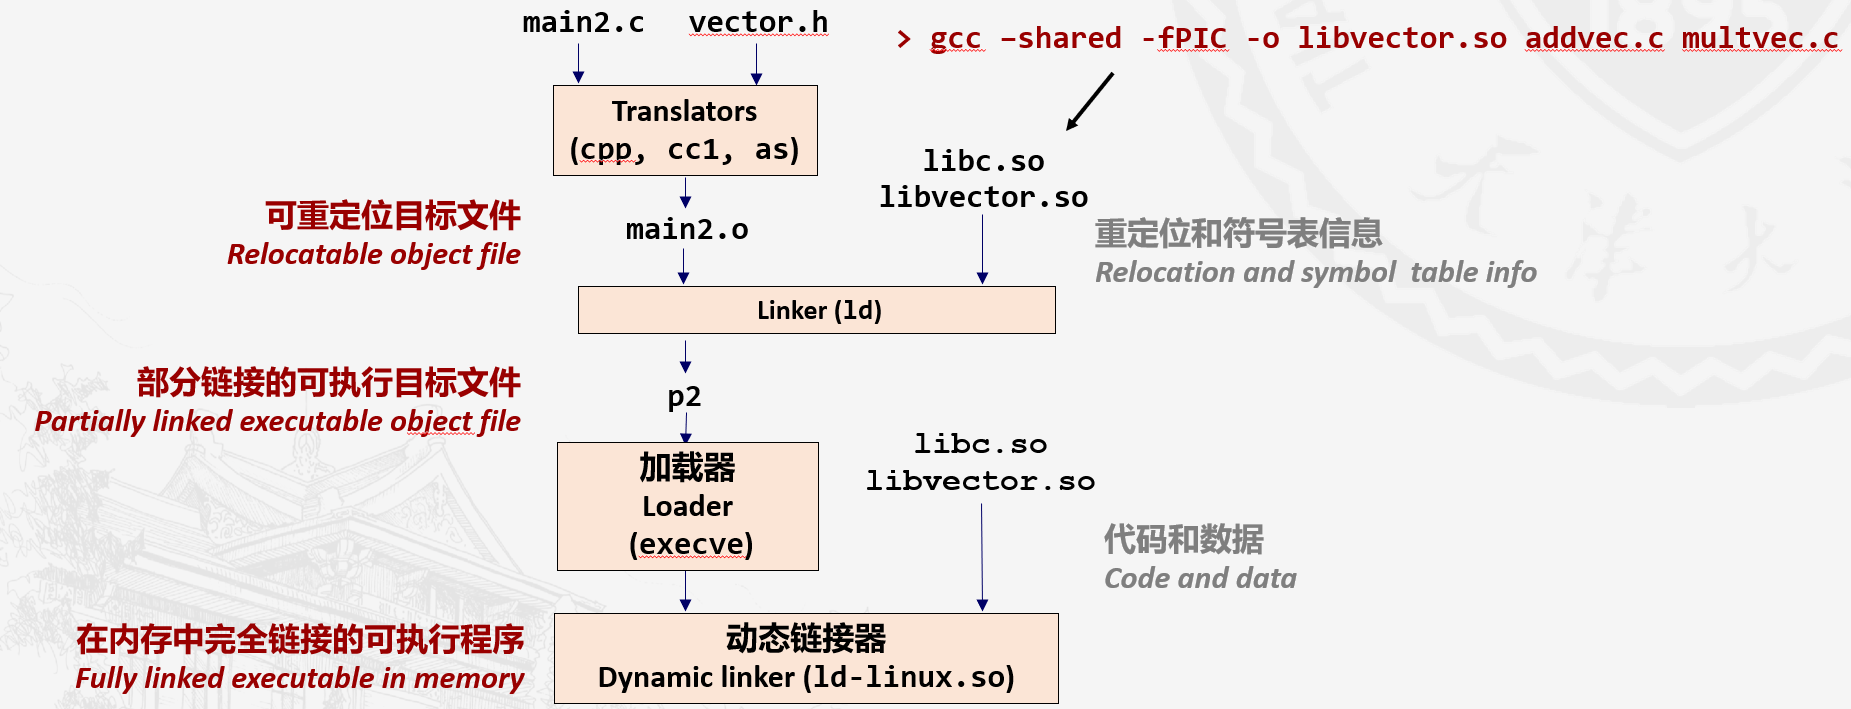 main2.c vector.h
> gcc –shared -fPIC -o libvector.so addvec.c multvec.c
Translators
(cpp, cc1, as)
libc.so
libvector.so
可重定位目标文件
Relocatable object file
main2.o
重定位和符号表信息
Relocation and symbol table info
Linker (ld)
部分链接的可执行目标文件
Partially linked executable object file
p2
加载器
Loader
(execve)
libc.so
libvector.so
代码和数据
Code and data
在内存中完全链接的可执行程序
Fully linked executable in memory
动态链接器
Dynamic linker (ld-linux.so)
1895
大津大